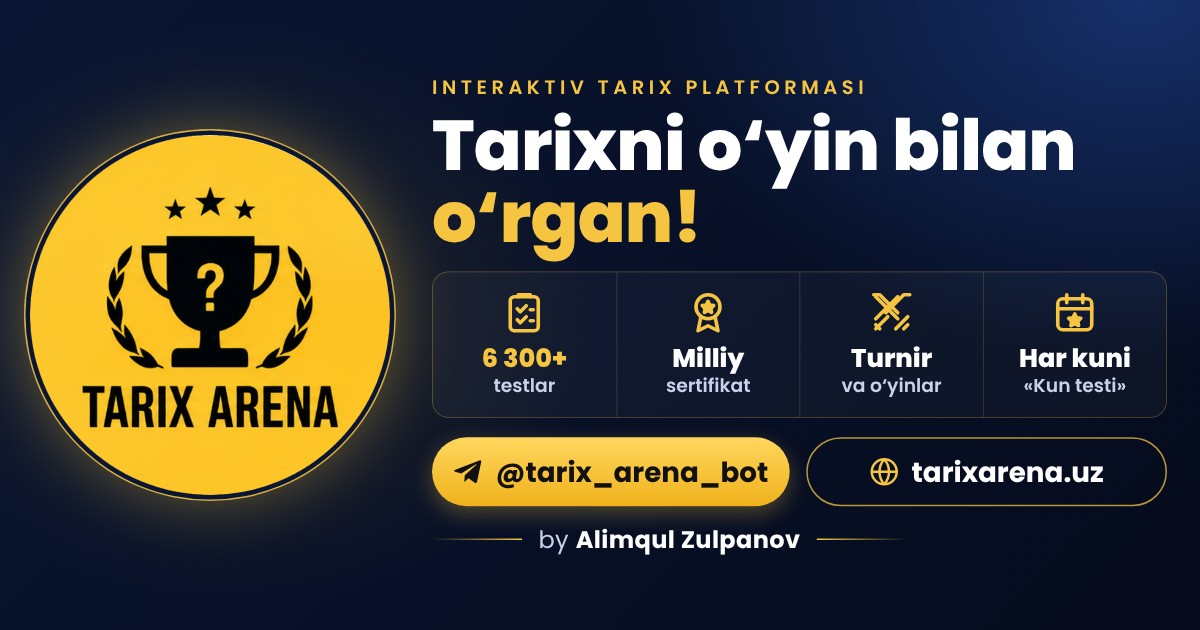 ?
TARIX ARENA
INTERAKTIV TARIX PLATFORMASI
Tarixni o‘yin bilan
o‘rgan!
6 300+
testlar
Milliy
sertifikat
Turnir
va o‘yinlar
Har kuni
«Kun testi»
@tarix_arena_bot
tarixarena.uz
by Alimqul Zulpanov